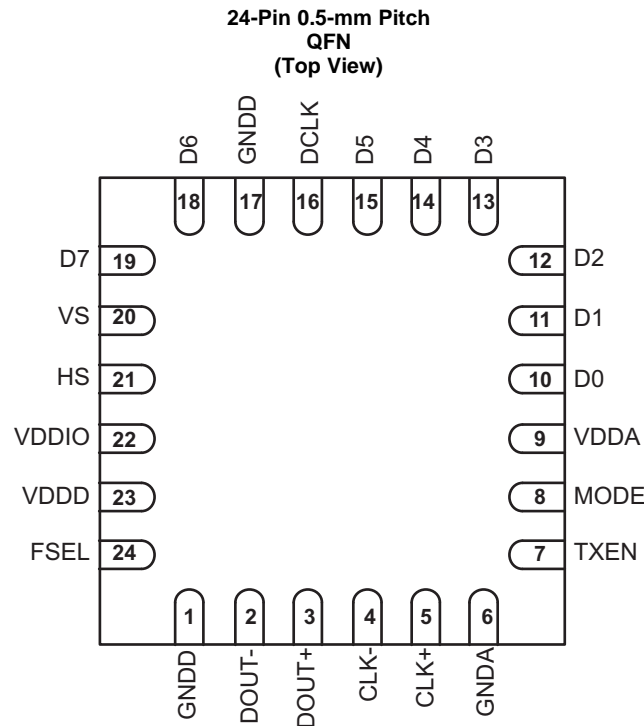 24-Pin 0.5-mm Pitch
QFN
(Top View)
D6 GNDD DCLK D5 D4 D3
18 17 16 15 14 13
D7 19 12 D2
VS 20 11 D1
HS 21 10 D0
VDDIO 22 9 VDDA
VDDD 23 8 MODE
FSEL 24 7 TXEN
1 2 3 4 5 6
GNDD DOUT- DOUT+ CLK- CLK+ GNDA